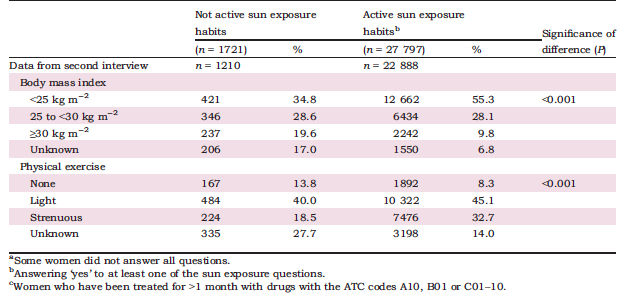 Not active sun exposure Active sun exposure
habits habitsᵇ Significance of
(n = 1721) % (n = 27 797) % difference (P)
Data from second interview n = 1210 n = 22 888
Body mass index
<25 kg m⁻² 421 34.8 12 662 55.3 <0.001
25 to <30 kg m⁻² 346 28.6 6434 28.1
≥30 kg m⁻² 237 19.6 2242 9.8
Unknown 206 17.0 1550 6.8
Physical exercise
None 167 13.8 1892 8.3 <0.001
Light 484 40.0 10 322 45.1
Strenuous 224 18.5 7476 32.7
Unknown 335 27.7 3198 14.0
ᵃSome women did not answer all questions.
ᵇAnswering 'yes' to at least one of the sun exposure questions.
ᶜWomen who have been treated for >1 month with drugs with the ATC codes A10, B01 or C01–10.